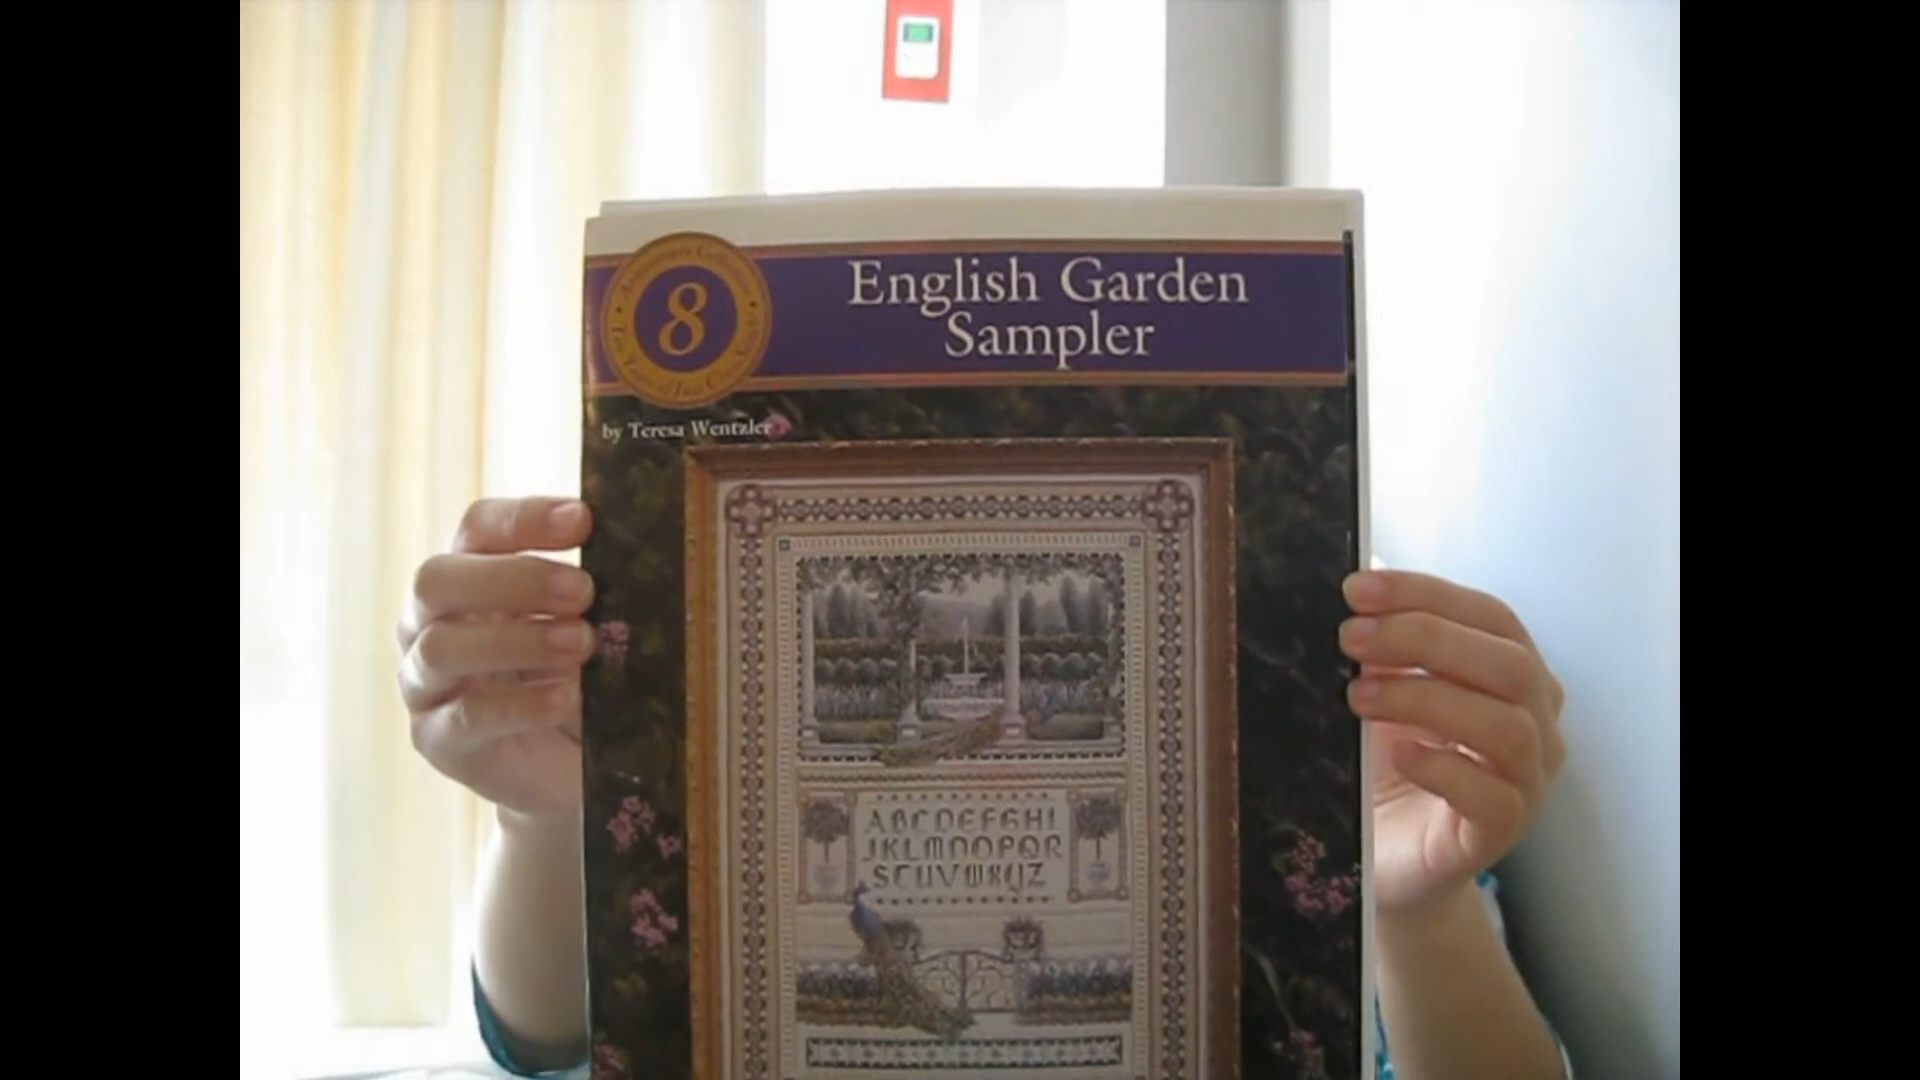 8
English Garden
Sampler
by Teresa Wentzler
ABCDEFGHI
JKLMNOPQR
STUVWXYZ